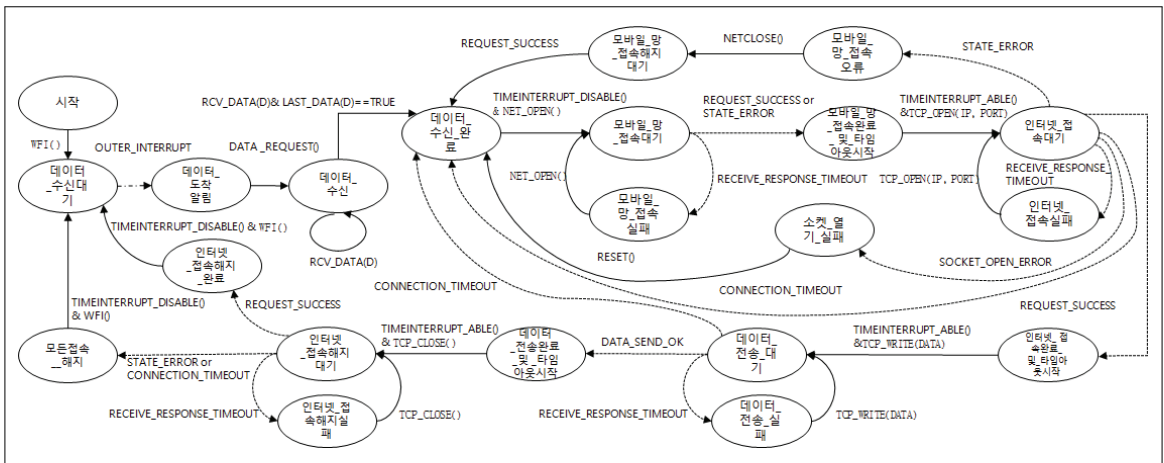 모바일_
망
_접속해지
대기
NETCLOSE()
모바일_
망_접속
오류
REQUEST_SUCCESS
STATE_ERROR
시작
RCV_DATA(D)& LAST_DATA(D)==TRUE
데이터_
수신_완
료
TIMEINTERRUPT_DISABLE()
& NET_OPEN()
모바일_망
_접속대기
REQUEST_SUCCESS or
STATE_ERROR
모바일_망
_접속완료
_및_타임
아웃시작
TIMEINTERRUPT_ABLE()
&TCP_OPEN(IP, PORT)
인터넷_접
속대기
WFI()
OUTER_INTERRUPT
DATA_REQUEST()
데이터
_수신대
기
데이터_
도착
알림
데이터_
수신
RCV_DATA(D)
NET_OPEN()
RECEIVE_RESPONSE_TIMEOUT
TCP_OPEN(IP, PORT)
RECEIVE_RESPONSE_
TIMEOUT
모바일_
망_접속
실패
인터넷_
접속실패
소켓_열
기_실패
TIMEINTERRUPT_DISABLE() & WFI()
인터넷
_접속해지
_완료
RESET()
SOCKET_OPEN_ERROR
CONNECTION_TIMEOUT
CONNECTION_TIMEOUT
TIMEINTERRUPT_DISABLE()
& WFI()
REQUEST_SUCCESS
REQUEST_SUCCESS
모든접속
_해지
STATE_ERROR or
CONNECTION_TIMEOUT
인터넷
_접속해지
대기
TIMEINTERRUPT_ABLE()
& TCP_CLOSE()
데이터
_전송완료
및_타임
아웃시작
DATA_SEND_OK
데이터_
전송_대
기
TIMEINTERRUPT_ABLE()
&TCP_WRITE(DATA)
인터넷_접
속완료_
및_타임아
웃시작
RECEIVE_RESPONSE_TIMEOUT
인터넷_접
속해지실
패
TCP_CLOSE()
RECEIVE_RESPONSE_TIMEOUT
데이터_
전송_실
패
TCP_WRITE(DATA)